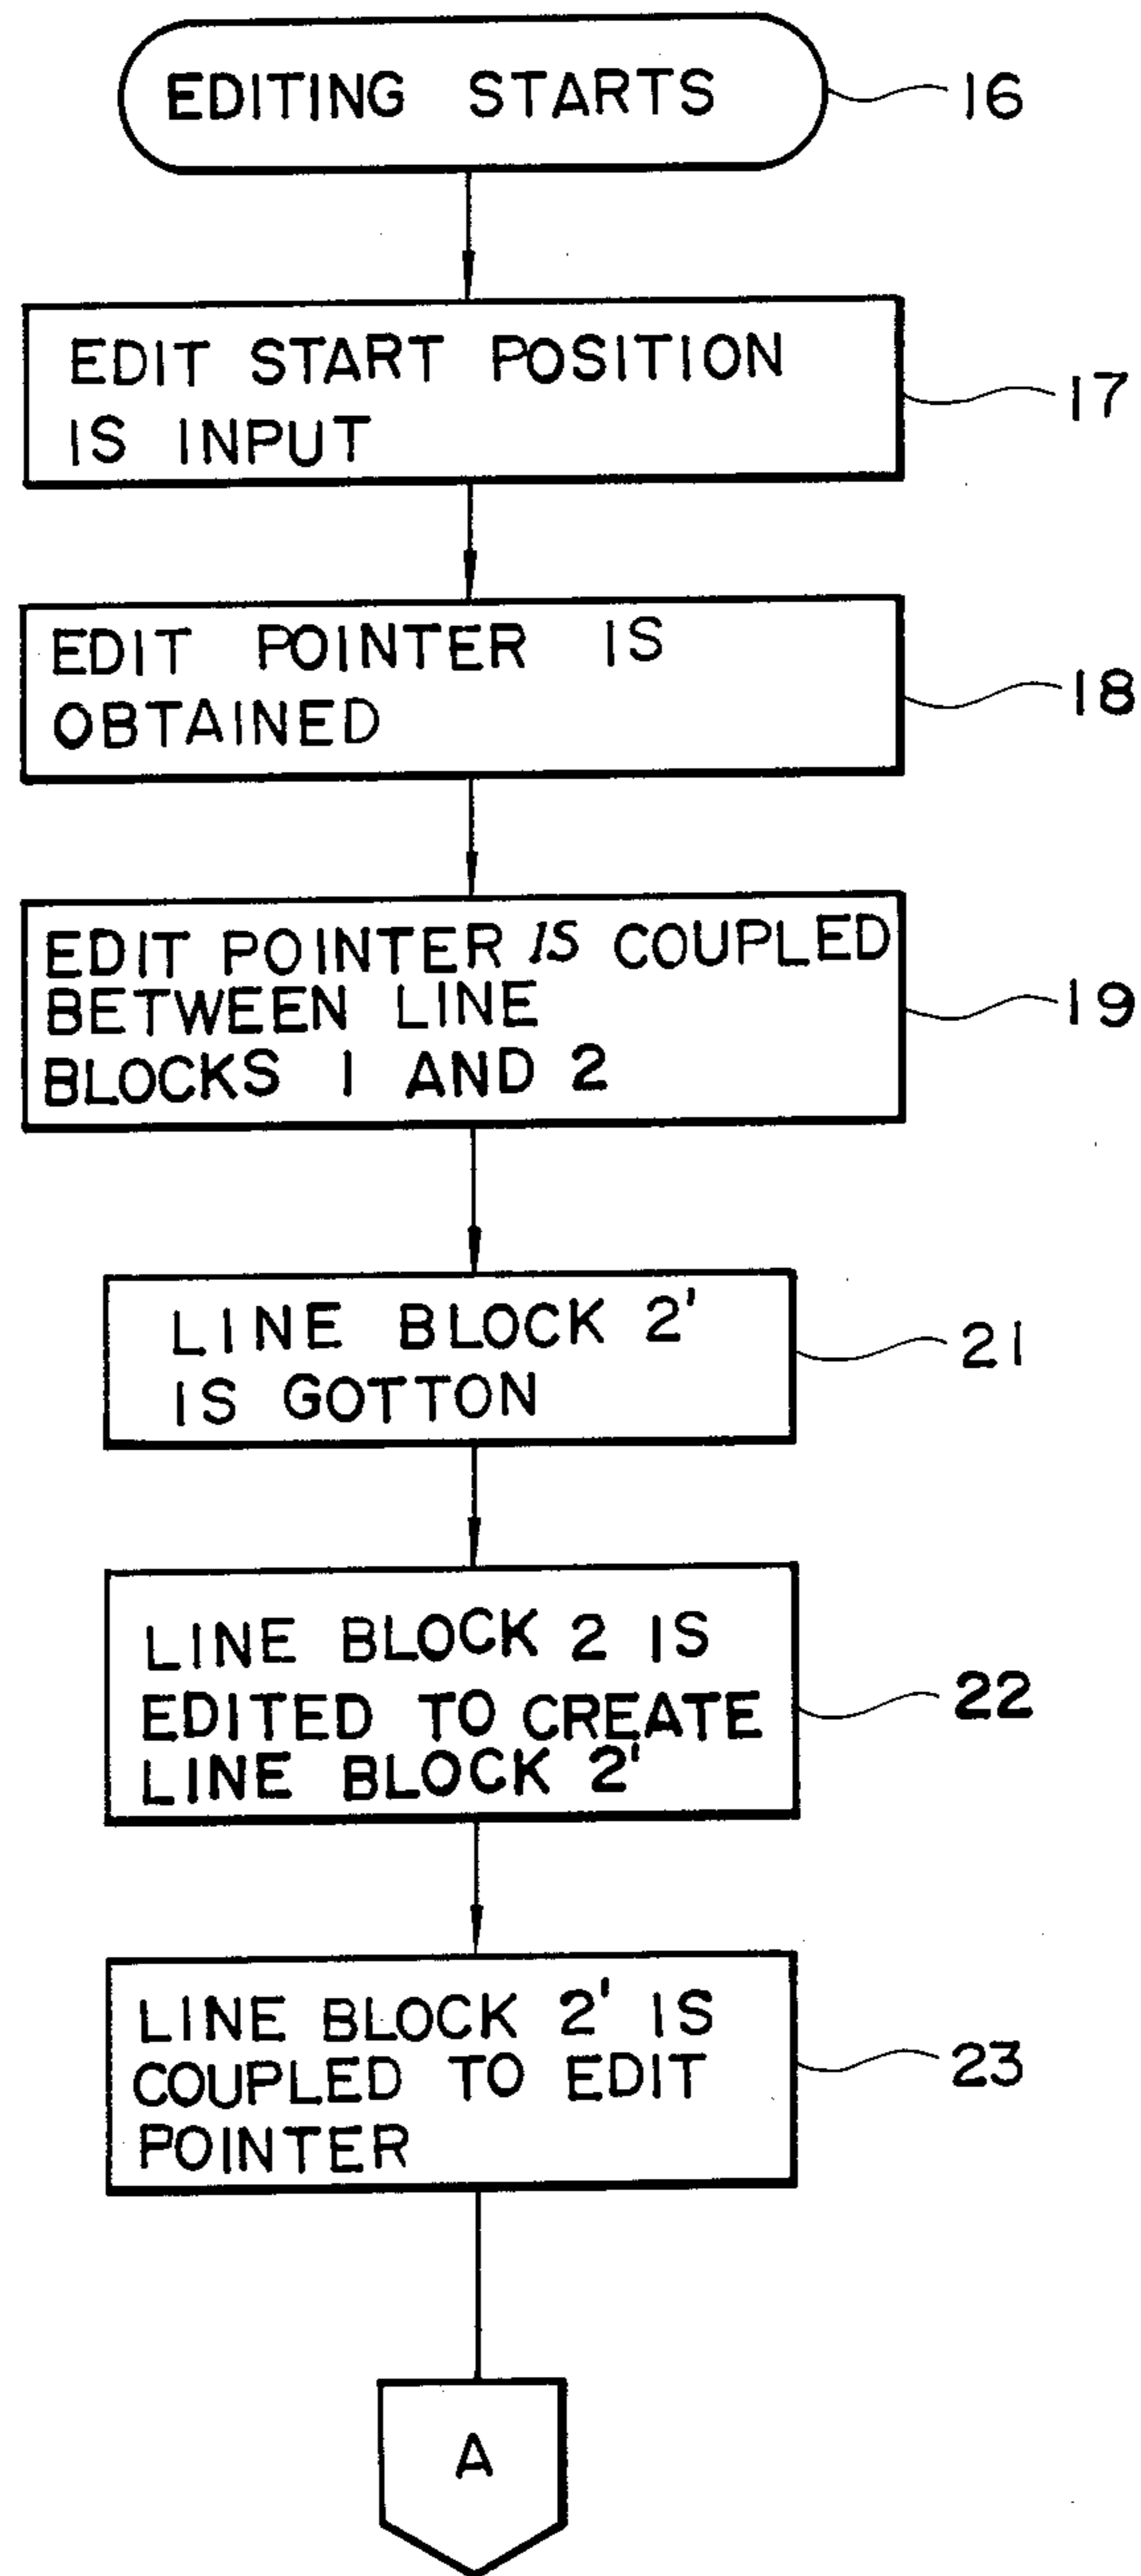 EDITING STARTS
16
EDIT START POSITION
IS INPUT
17
EDIT POINTER IS
OBTAINED
18
EDIT POINTER IS COUPLED
BETWEEN LINE
BLOCKS 1 AND 2
19
LINE BLOCK 2'
IS GOTTON
21
LINE BLOCK 2 IS
EDITED TO CREATE
LINE BLOCK 2'
22
LINE BLOCK 2' IS
COUPLED TO EDIT
POINTER
23
A